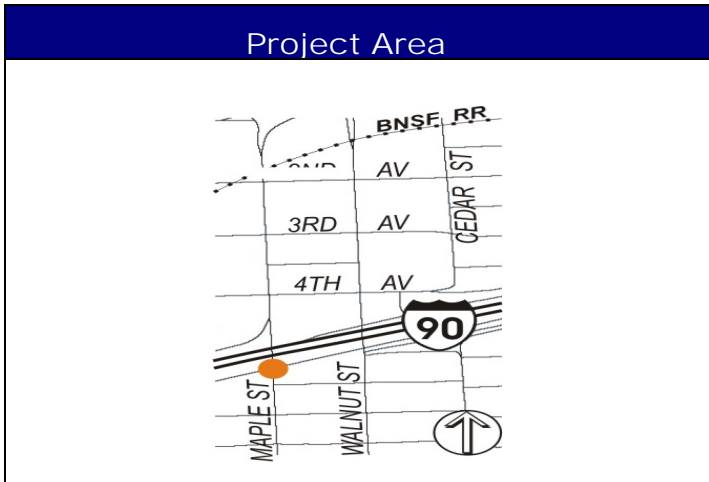 Project Area
BNSF RR
AV
CEDAR ST
3RD AV
4TH AV
90
MAPLE ST
WALNUT ST